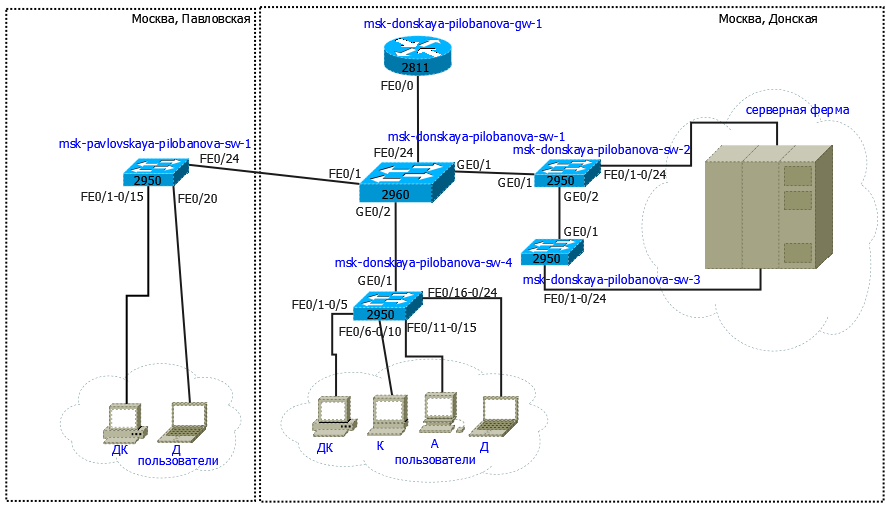 Москва, Павловская
msk-pavlovskaya-pilobanova-sw-1
FE0/24
2950
FE0/1-0/15
FE0/20
ДК
Д
пользователи
Москва, Донская
msk-donskaya-pilobanova-gw-1
2811
FE0/0
msk-donskaya-pilobanova-sw-1
FE0/24
GE0/1
FE0/1
2960
GE0/2
msk-donskaya-pilobanova-sw-2
GE0/1
2950
FE0/1-0/24
GE0/2
серверная ферма
GE0/1
2950
msk-donskaya-pilobanova-sw-3
FE0/1-0/24
msk-donskaya-pilobanova-sw-4
GE0/1
FE0/1-0/5
2950
FE0/16-0/24
FE0/6-0/10
FE0/11-0/15
ДК
К
А
Д
пользователи